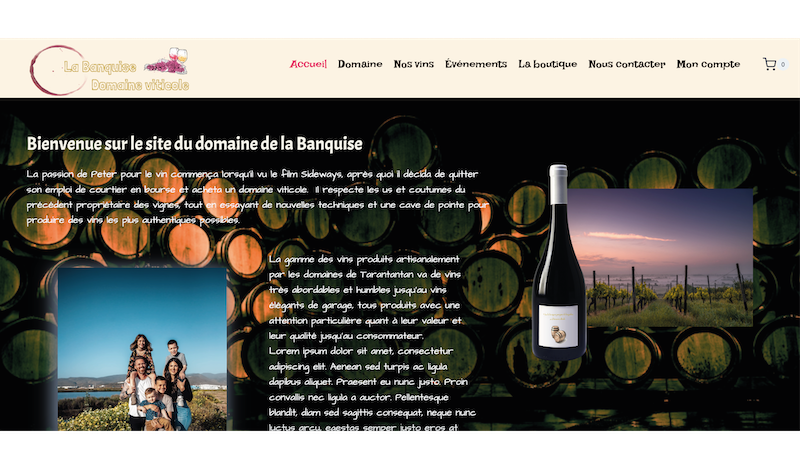 La Banquise
Domaine viticole
Accueil Domaine Nos vins Événements La boutique Nous contacter Mon compte 0
Bienvenue sur le site du domaine de la Banquise
La passion de Peter pour le vin commença lorsqu'il vu le film Sideways, après quoi il décida de quitter
son emploi de courtier en bourse et acheta un domaine viticole. Il respecte les us et coutumes du
précédent propriétaire des vignes, tout en essayant de nouvelles techniques et une cave de pointe pour
produire des vins les plus authentiques possibles.
La gamme des vins produits artisanalement
par les domaines de Tarantantan va de vins
très abordables et humbles jusqu'au vins
élégants de garage, tous produits avec une
attention particulière quant à leur valeur et
leur qualité jusqu'au consommateur.
Lorem ipsum dolor sit amet, consectetur
adipiscing elit. Aenean sed turpis ac ligula
dapibus aliquet. Praesent eu nunc justo. Proin
convallis nec ligula a auctor. Pellentesque
blandit, diam sed sagittis consequat, neque nunc
luctus arcu, egestas semper justo eros at